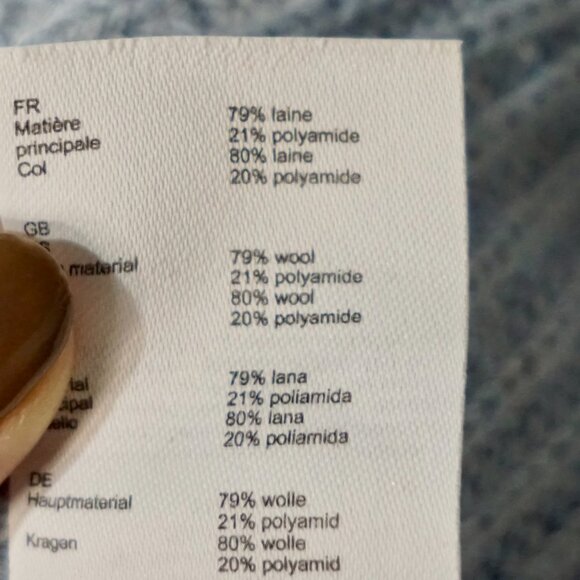 FR
Matière 79% laine
principale 21% polyamide
Col 80% laine
20% polyamide
GB
material 79% wool
21% polyamide
80% wool
20% polyamide
79% lana
21% poliamida
80% lana
20% poliamida
DE
Hauptmaterial 79% wolle
21% polyamid
Kragen 80% wolle
20% polyamid